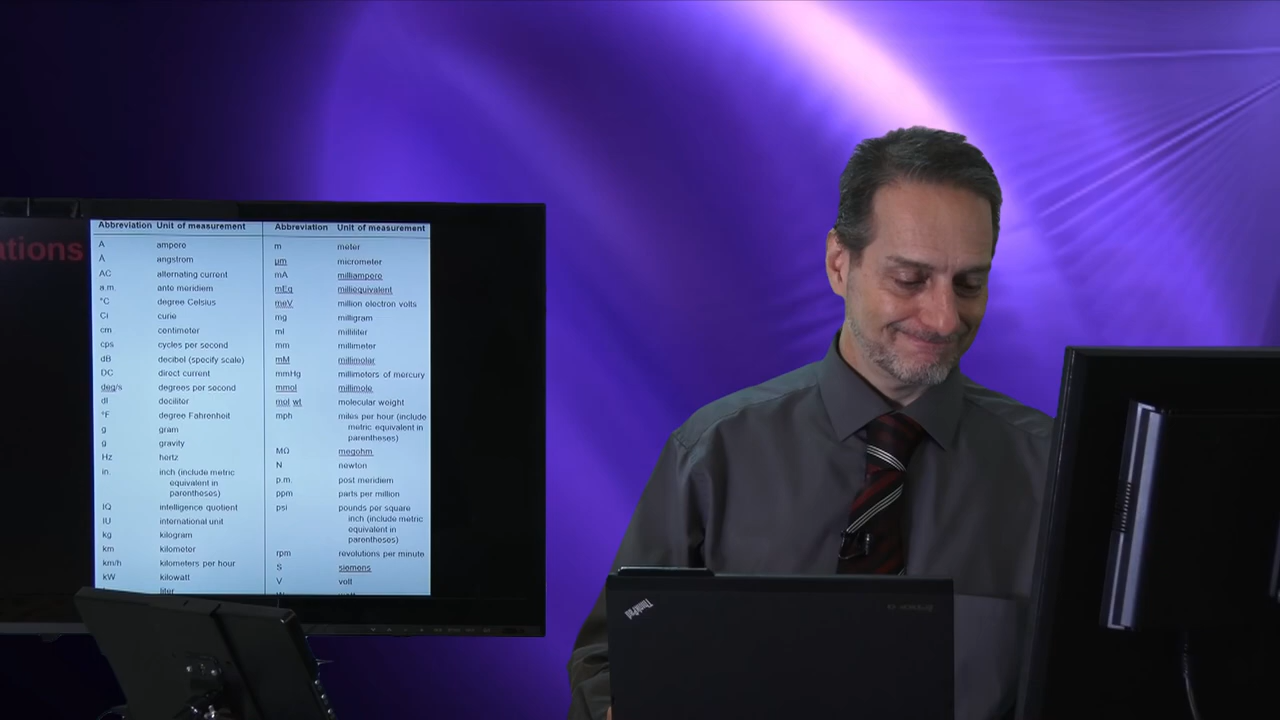 ations
Abbreviation Unit of measurement
A ampere
Å angstrom
AC alternating current
a.m. ante meridiem
°C degree Celsius
Ci curie
cm centimeter
cps cycles per second
dB decibel (specify scale)
DC direct current
deg/s degrees per second
dl deciliter
°F degree Fahrenheit
g gram
g gravity
Hz hertz
in. inch (include metric
equivalent in
parentheses)
IQ intelligence quotient
IU international unit
kg kilogram
km kilometer
km/h kilometers per hour
kW kilowatt
liter
Abbreviation Unit of measurement
m meter
µm micrometer
mA milliampere
mEq milliequivalent
meV million electron volts
mg milligram
ml milliliter
mm millimeter
mM millimolar
mmHg millimeters of mercury
mmol millimole
mol wt molecular weight
mph miles per hour (include
metric equivalent in
parentheses)
MΩ megohm
N newton
p.m. post meridiem
ppm parts per million
psi pounds per square
inch (include metric
equivalent in
parentheses)
rpm revolutions per minute
S siemens
V volt
ThinkPad